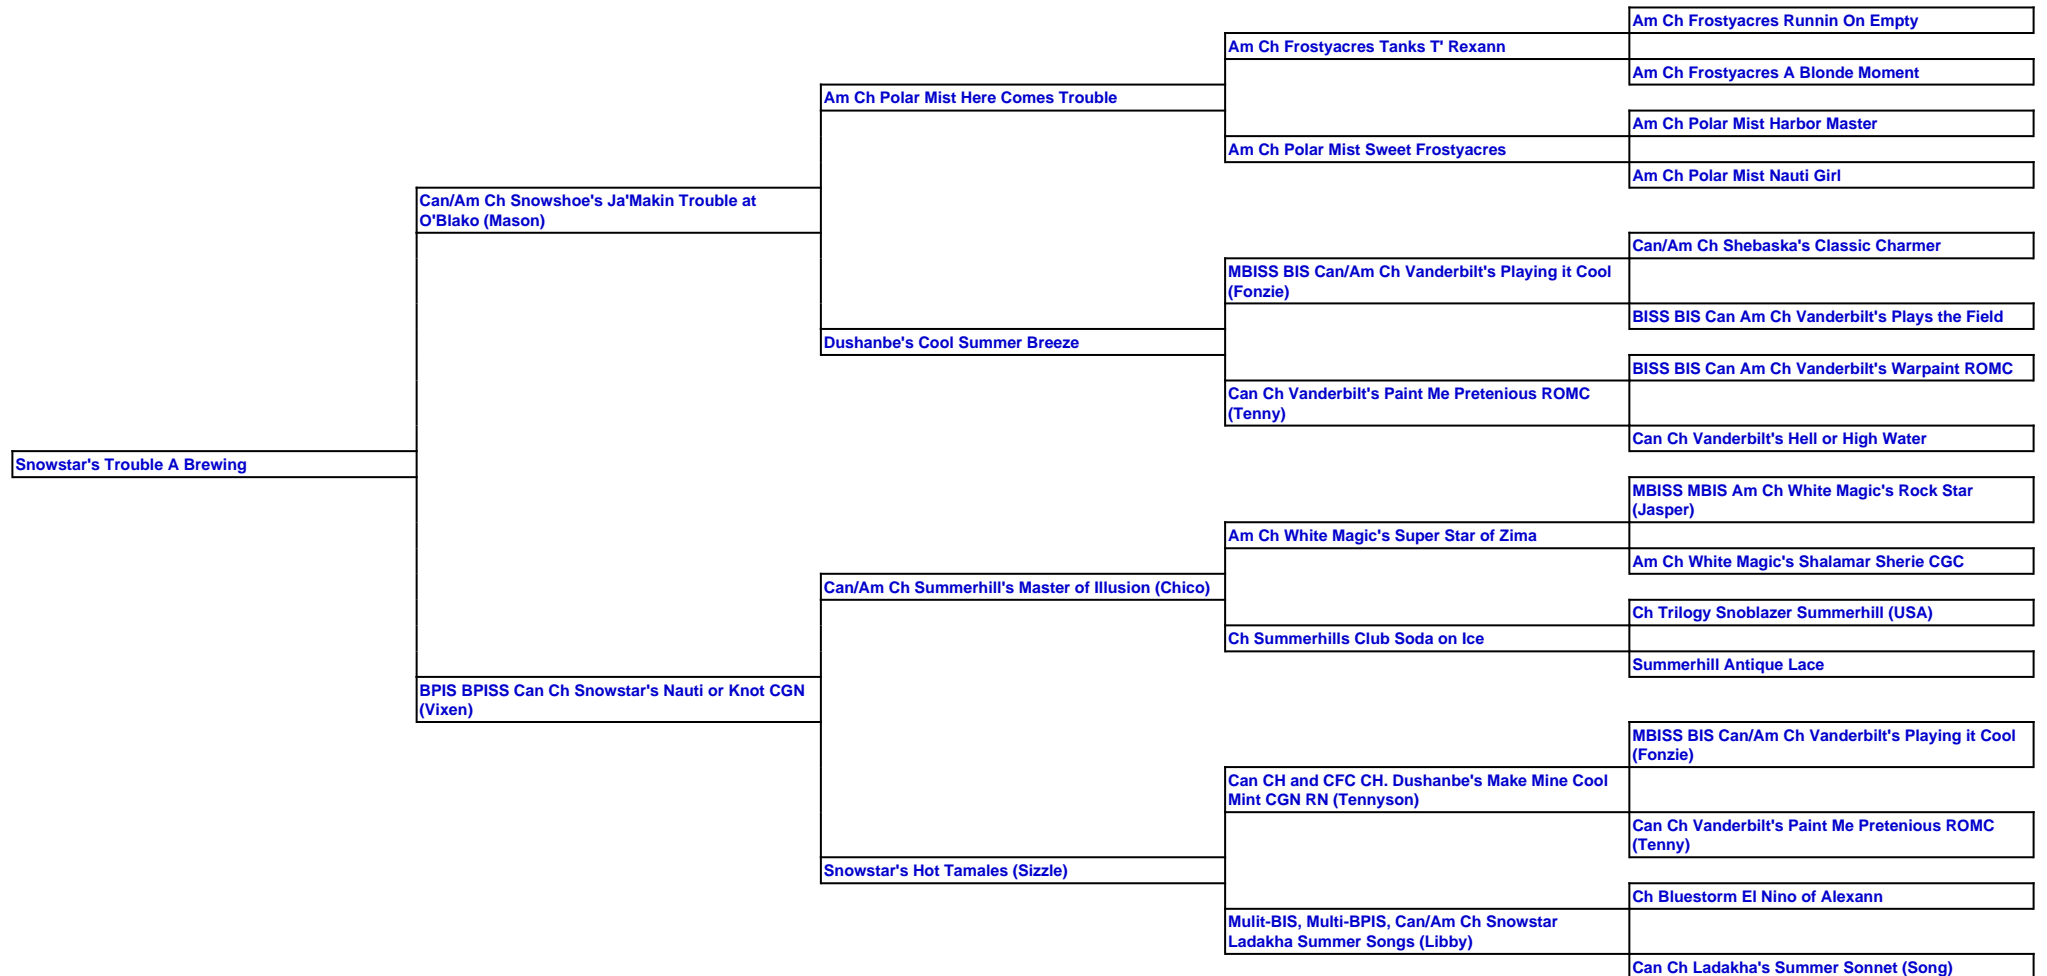 Am Ch Frostyacres Runnin On Empty
Am Ch Frostyacres Tanks T' Rexann
Am Ch Frostyacres A Blonde Moment
Am Ch Polar Mist Here Comes Trouble
Am Ch Polar Mist Harbor Master
Am Ch Polar Mist Sweet Frostyacres
Am Ch Polar Mist Nauti Girl
Can/Am Ch Snowshoe's Ja'Makin Trouble at
O'Blako (Mason)
Can/Am Ch Shebaska's Classic Charmer
MBISS BIS Can/Am Ch Vanderbilt's Playing it Cool
(Fonzie)
BISS BIS Can Am Ch Vanderbilt's Plays the Field
Dushanbe's Cool Summer Breeze
BISS BIS Can Am Ch Vanderbilt's Warpaint ROMC
Can Ch Vanderbilt's Paint Me Pretenious ROMC
(Tenny)
Can Ch Vanderbilt's Hell or High Water
Snowstar's Trouble A Brewing
MBISS MBIS Am Ch White Magic's Rock Star
(Jasper)
Am Ch White Magic's Super Star of Zima
Am Ch White Magic's Shalamar Sherie CGC
Can/Am Ch Summerhill's Master of Illusion (Chico)
Ch Trilogy Snoblazer Summerhill (USA)
Ch Summerhills Club Soda on Ice
Summerhill Antique Lace
BPIS BPISS Can Ch Snowstar's Nauti or Knot CGN
(Vixen)
MBISS BIS Can/Am Ch Vanderbilt's Playing it Cool
(Fonzie)
Can CH and CFC CH. Dushanbe's Make Mine Cool
Mint CGN RN (Tennyson)
Can Ch Vanderbilt's Paint Me Pretenious ROMC
(Tenny)
Snowstar's Hot Tamales (Sizzle)
Ch Bluestorm El Nino of Alexann
Mulit-BIS, Multi-BPIS, Can/Am Ch Snowstar
Ladakha Summer Songs (Libby)
Can Ch Ladakha's Summer Sonnet (Song)